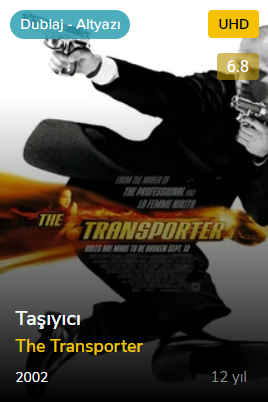 Dublaj - Altyazı
UHD
6.8
FROM THE MAKER OF
THE PROFESSIONAL AND
LA FEMME NIKITA
THE TRANSPORTER
RULES ARE MADE TO BE BROKEN SEPT. 13
Taşıyıcı
The Transporter
2002
12 yıl